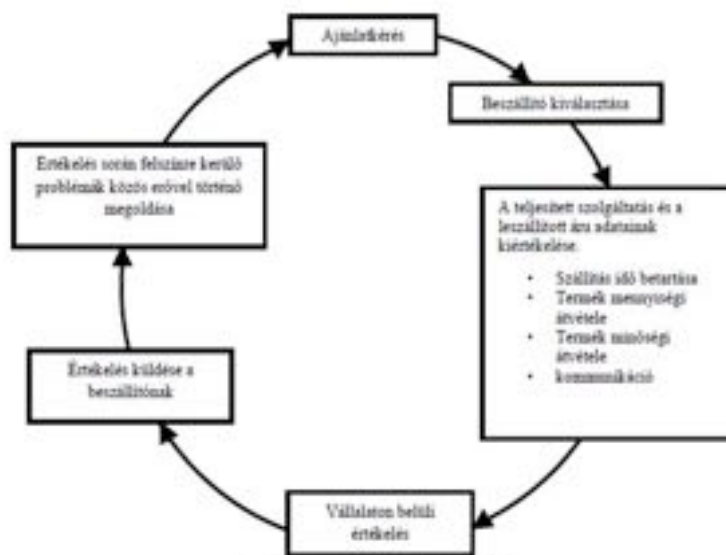 Ajánlatkérés
Beszállító kiválasztása
A teljesített szolgáltatás és a
leszállított áru adatainak
kiértékelése.
• Szállítás idő betartása
• Termék mennyiségi
átvétele
• Termék minőségi
átvétele
• kommunikáció
Vállalaton belüli
értékelés
Értékelés küldése a
beszállítónak
Értékelés során felszínre kerülő
problémák közös erővel történő
megoldása